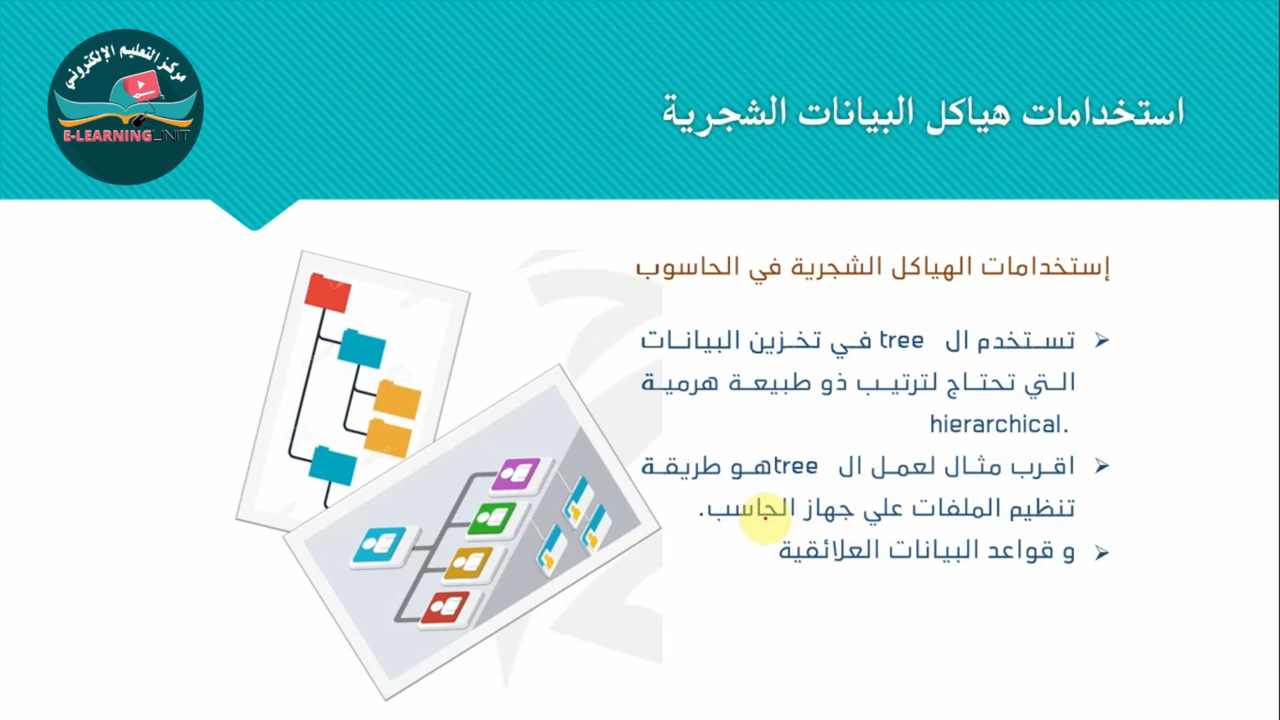 مركز التعليم الإلكتروني
E-LEARNING UNIT
استخدامات هياكل البيانات الشجرية
إستخدامات الهياكل الشجرية في الحاسوب
تستخدم ال tree في تخزين البيانات
التي تحتاج لترتيب ذو طبيعة هرمية
hierarchical.
اقرب مثال لعمل ال treeهو طريقة
تنظيم الملفات علي جهاز الحاسب.
و قواعد البيانات العلائقية